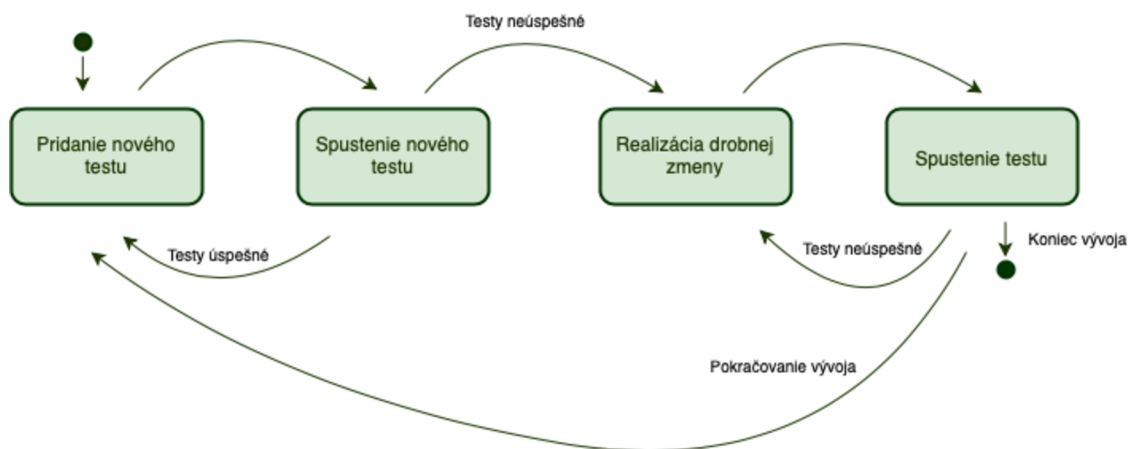 Testy neúspešné
Pridanie nového
testu
Spustenie nového
testu
Realizácia drobnej
zmeny
Spustenie testu
Testy úspešné
Testy neúspešné
Koniec vývoja
Pokračovanie vývoja